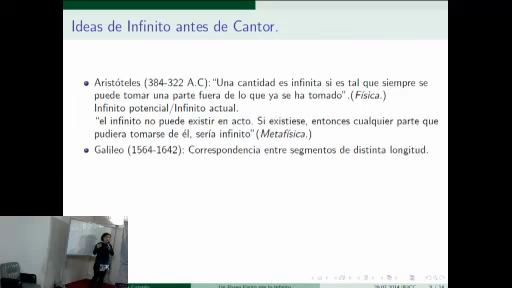 Ideas de Infinito antes de Cantor.
Aristóteles (384-322 A.C):"Una cantidad es infinita si es tal que siempre se
puede tomar una parte fuera de lo que ya se ha tomado".(Física.)
Infinito potencial/Infinito actual.
"el infinito no puede existir en acto. Si existiese, entonces cualquier parte que
pudiera tomarse de él, sería infinito"(Metafísica.)
Galileo (1564-1642): Correspondencia entre segmentos de distinta longitud.